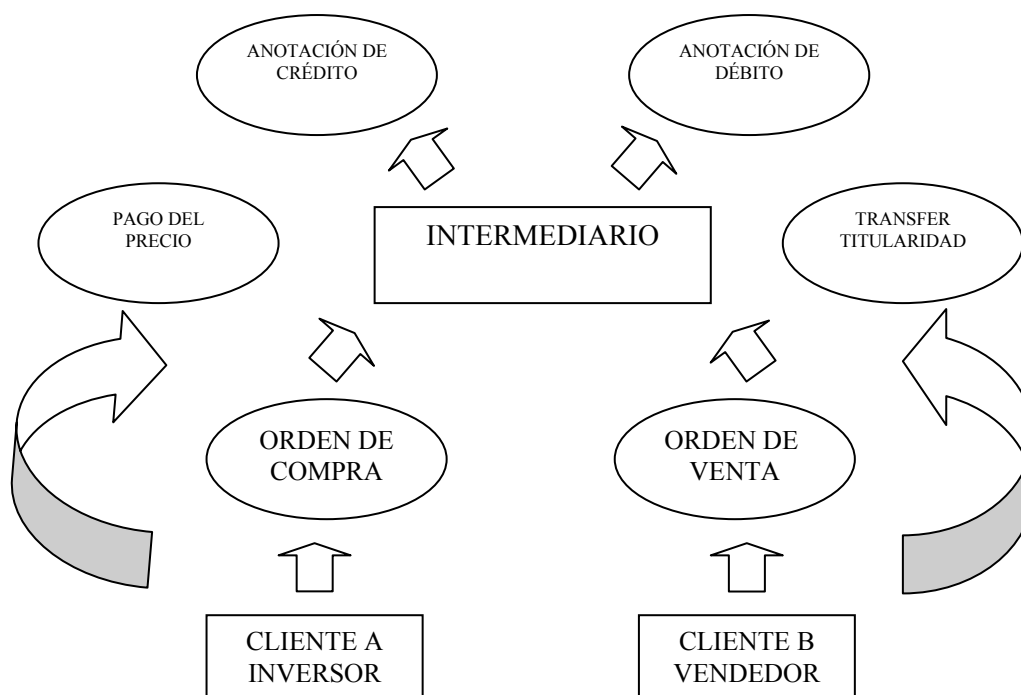 ANOTACIÓN DE
CRÉDITO
ANOTACIÓN DE
DÉBITO
PAGO DEL
PRECIO
INTERMEDIARIO
TRANSFER
TITULARIDAD
ORDEN DE
COMPRA
ORDEN DE
VENTA
CLIENTE A
INVERSOR
CLIENTE B
VENDEDOR